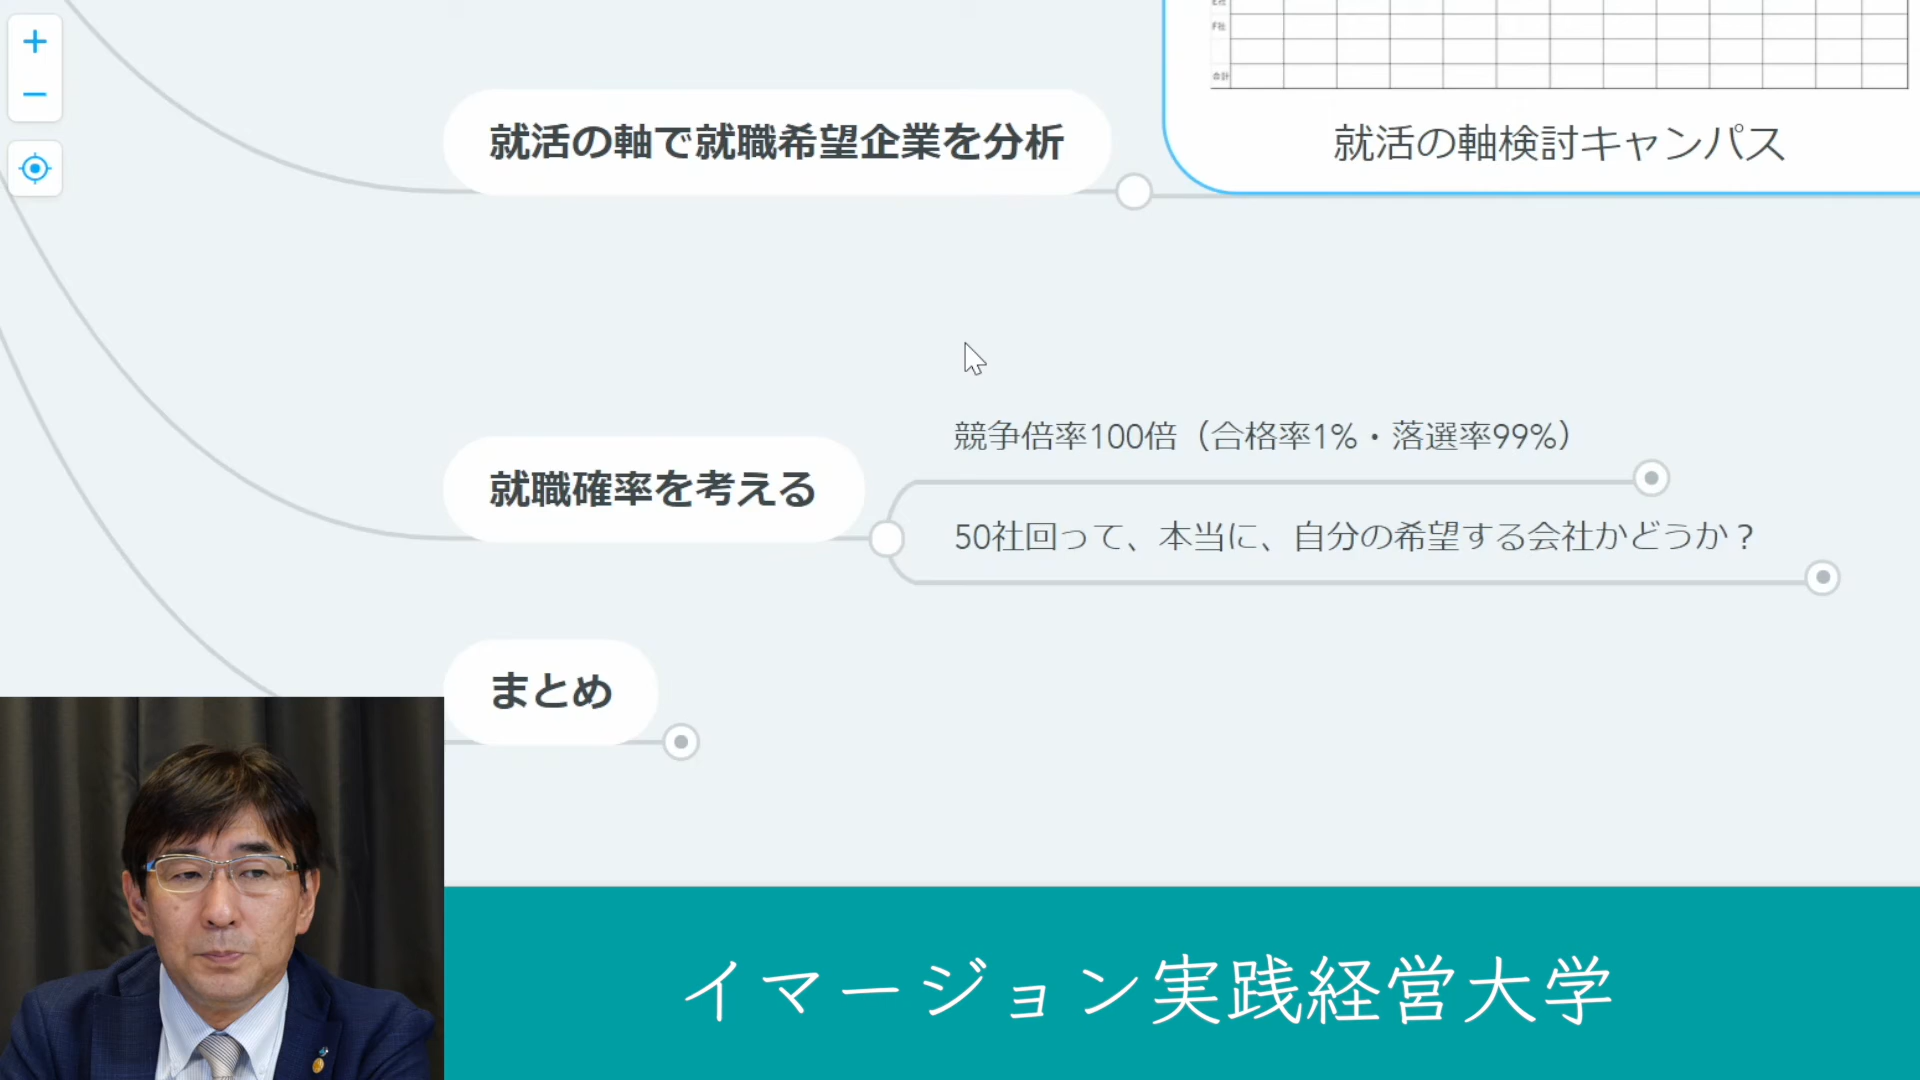 F社
合計
就活の軸で就職希望企業を分析
就活の軸検討キャンパス
競争倍率100倍（合格率1%・落選率99%）
就職確率を考える
50社回って、本当に、自分の希望する会社かどうか？
まとめ
イマージョン実践経営大学